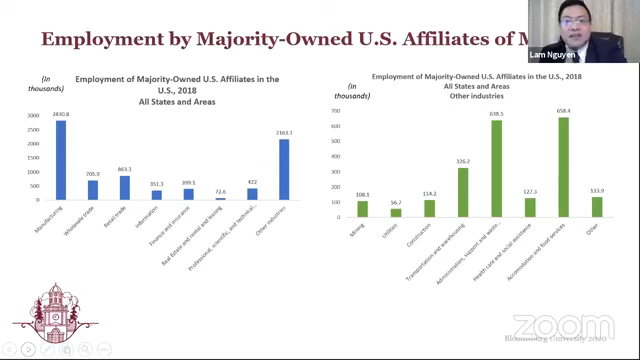 Employment by Majority-Owned U.S. Affiliates of M
Lam Nguyen
(In
thousands)
Employment of Majority-Owned U.S. Affiliates in the
U.S., 2018
All States and Areas
3000
2500
2000
1500
1000
500
0
2830.8
705.9
863.3
351.3
399.1
72.6
422
2163.1
Manufacturing
Wholesale trade
Retail trade
Information
Finance and insurance
Real Estate and rental and leasing
Professional, scientific, and technical...
Other industries
(In
thousands)
Employment of Majority-Owned U.S. Affiliates in the U.S., 2018
All States and Areas
Other industries
700
600
500
400
300
200
100
0
108.1
56.7
114.2
326.2
638.5
127.3
658.4
133.9
Mining
Utilities
Construction
Transportation and warehousing
Administration, support and waste...
Health care and social assistance
Accommodation and food services
Other
zoom
Bloomsburg University 2020